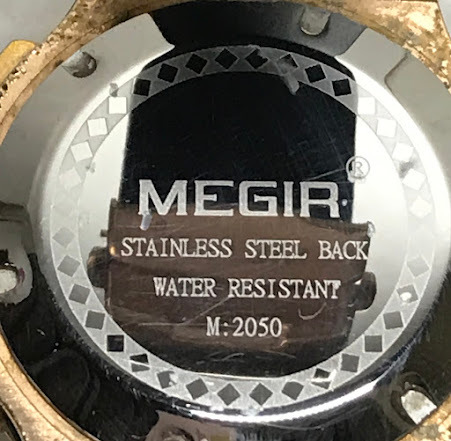 MEGIR®
STAINLESS STEEL BACK
WATER RESISTANT
M:2050